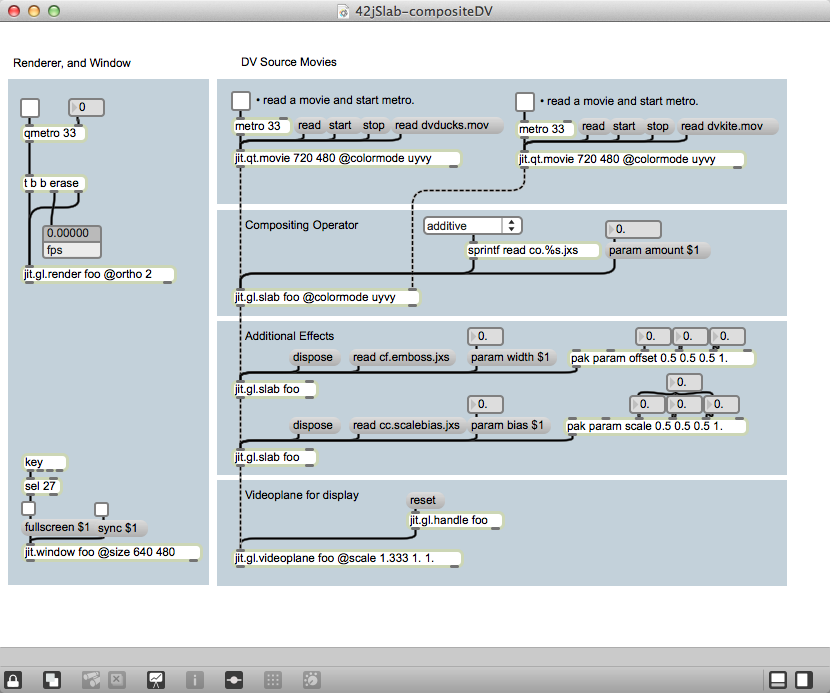 42jSlab-compositeDV
Renderer, and Window
0
qmetro 33
t b b erase
0.00000
fps
jit.gl.render foo @ortho 2
key
sel 27
fullscreen $1 sync $1
jit.window foo @size 640 480
DV Source Movies
• read a movie and start metro.
metro 33 read start stop read dvducks.mov
jit.qt.movie 720 480 @colormode uyvy
• read a movie and start metro.
metro 33 read start stop read dvkite.mov
jit.qt.movie 720 480 @colormode uyvy
Compositing Operator additive 0.
sprintf read co.%s.jxs param amount $1
jit.gl.slab foo @colormode uyvy
Additional Effects 0. 0. 0. 0.
dispose read cf.emboss.jxs param width $1 pak param offset 0.5 0.5 0.5 1.
jit.gl.slab foo
0.
0. 0. 0. 0.
dispose read cc.scalebias.jxs param bias $1 pak param scale 0.5 0.5 0.5 1.
jit.gl.slab foo
Videoplane for display
reset
jit.gl.handle foo
jit.gl.videoplane foo @scale 1.333 1. 1.